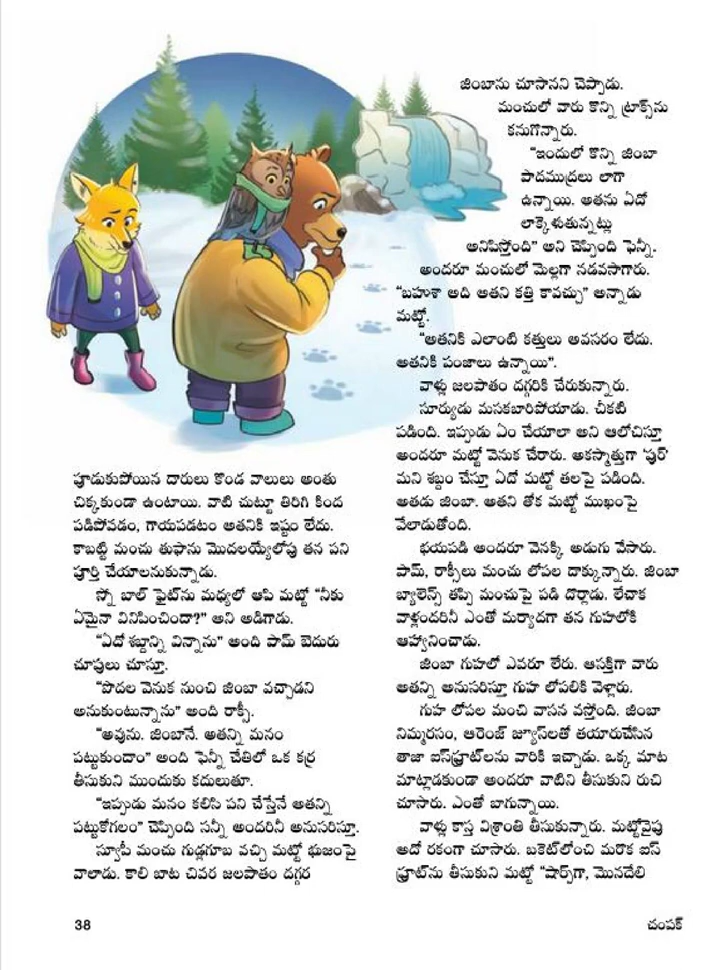 పూడుకుపోయిన దారులు కొండ వాలులు అంతు
చిక్కకుండా ఉంటాయి. వాటి చుట్టూ తిరిగి కింద
పడిపోవడం, గాయపడటం అతనికి ఇష్టం లేదు.
కాబట్టి మంచు తుఫాను మొదలయ్యేలోపు తన పని
పూర్తి చేయాలనుకున్నాడు.
స్నో బాల్ ఫైట్‌ను మధ్యలో ఆపి మట్టో “నీకు
ఏమైనా వినిపించిందా?” అని అడిగాడు.
“ఏదో శబ్దాన్ని విన్నాను” అంది పామ్ బెదురు
చూపులు చూస్తూ.
“పొదల వెనుక నుంచి జింబా వచ్చాడని
అనుకుంటున్నాను” అంది రాక్సీ.
“అవును. జింబానే. అతన్ని మనం
పట్టుకుందాం” అంది ఫెన్నీ చేతిలో ఒక కర్ర
తీసుకుని ముందుకు కదులుతూ.
“ఇప్పుడు మనం కలిసి పని చేస్తేనే అతన్ని
పట్టుకోగలం” చెప్పింది సన్నీ అందరినీ అనుసరిస్తూ.
స్వూపీ మంచు గుడ్లగూబ వచ్చి మట్టో భుజంపై
వాలాడు. కాలి బాట చివర జలపాతం దగ్గర
జింబాను చూసానని చెప్పాడు.
మంచులో వారు కొన్ని ట్రాక్స్‌ను
కనుగొన్నారు.
“ఇందులో కొన్ని జింబా
పాదముద్రలు లాగా
ఉన్నాయి. అతను ఏదో
లాక్కెళుతున్నట్లు
అనిపిస్తోంది” అని చెప్పింది ఫెన్నీ.
అందరూ మంచులో మెల్లగా నడవసాగారు.
“బహుశా అది అతని కత్తి కావచ్చు” అన్నాడు
మట్టో.
“అతనికి ఎలాంటి కత్తులు అవసరం లేదు.
అతనికి పంజాలు ఉన్నాయి”.
వాళ్లు జలపాతం దగ్గరికి చేరుకున్నారు.
సూర్యుడు మసకబారిపోయాడు. చీకటి
పడింది. ఇప్పుడు ఏం చేయాలా అని ఆలోచిస్తూ
అందరూ మట్టో వెనుక చేరారు. అకస్మాత్తుగా ‘పుర్’
మని శబ్దం చేస్తూ ఏదో మట్టో తలపై పడింది.
అతడు జింబా. అతని తోక మట్టో ముఖంపై
వేలాడుతోంది.
భయపడి అందరూ వెనక్కి అడుగు వేసారు.
పామ్, రాక్సీలు మంచు లోపల దాక్కున్నారు. జింబా
బ్యాలెన్స్ తప్పి మంచుపై పడి దొర్లాడు. లేచాక
వాళ్లందరినీ ఎంతో మర్యాదగా తన గుహలోకి
ఆహ్వానించాడు.
జింబా గుహలో ఎవరూ లేరు. ఆసక్తిగా వారు
అతన్ని అనుసరిస్తూ గుహ లోపలికి వెళ్లారు.
గుహ లోపల మంచి వాసన వస్తోంది. జింబా
నిమ్మరసం, ఆరెంజ్ జ్యూస్‌లతో తయారుచేసిన
తాజా ఐస్‌ఫ్రూట్‌లను వారికి ఇచ్చాడు. ఒక్క మాట
మాట్లాడకుండా అందరూ వాటిని తీసుకుని రుచి
చూసారు. ఎంతో బాగున్నాయి.
వాళ్లు కాస్త విశ్రాంతి తీసుకున్నారు. మట్టోవైపు
అదో రకంగా చూసారు. బకెట్‌లోంచి మరొక ఐస్
ఫ్రూట్‌ను తీసుకుని మట్టో “షార్ప్‌గా, మొనదేలి
38
చంపక్